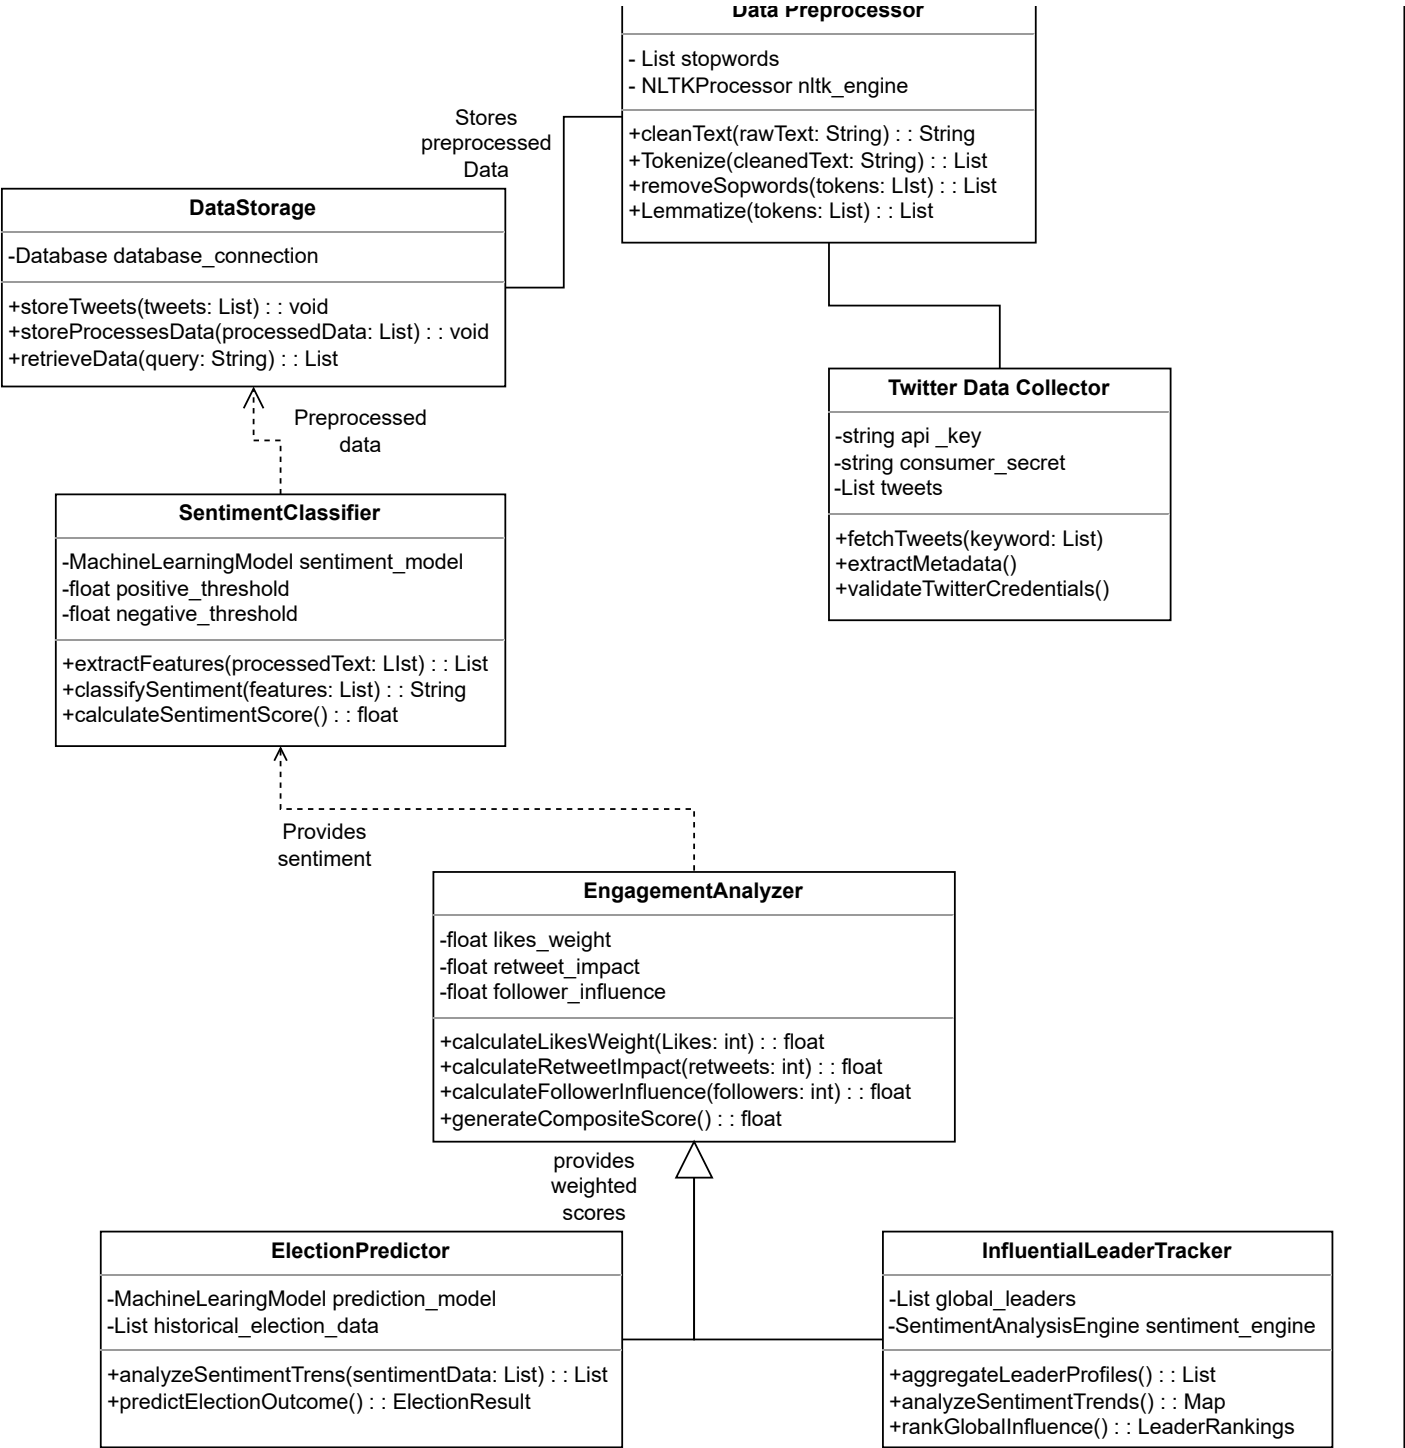 Data Preprocessor
- List stopwords
- NLTKProcessor nltk_engine
+cleanText(rawText: String) : : String
+Tokenize(cleanedText: String) : : List
+removeSopwords(tokens: LIst) : : List
+Lemmatize(tokens: List) : : List
Stores
preprocessed
Data
DataStorage
-Database database_connection
+storeTweets(tweets: List) : : void
+storeProcessesData(processedData: List) : : void
+retrieveData(query: String) : : List
Twitter Data Collector
-string api _key
-string consumer_secret
-List tweets
+fetchTweets(keyword: List)
+extractMetadata()
+validateTwitterCredentials()
Preprocessed
data
SentimentClassifier
-MachineLearningModel sentiment_model
-float positive_threshold
-float negative_threshold
+extractFeatures(processedText: LIst) : : List
+classifySentiment(features: List) : : String
+calculateSentimentScore() : : float
Provides
sentiment
EngagementAnalyzer
-float likes_weight
-float retweet_impact
-float follower_influence
+calculateLikesWeight(Likes: int) : : float
+calculateRetweetImpact(retweets: int) : : float
+calculateFollowerInfluence(followers: int) : : float
+generateCompositeScore() : : float
provides
weighted
scores
ElectionPredictor
-MachineLearingModel prediction_model
-List historical_election_data
+analyzeSentimentTrens(sentimentData: List) : : List
+predictElectionOutcome() : : ElectionResult
InfluentialLeaderTracker
-List global_leaders
-SentimentAnalysisEngine sentiment_engine
+aggregateLeaderProfiles() : : List
+analyzeSentimentTrends() : : Map
+rankGlobalInfluence() : : LeaderRankings